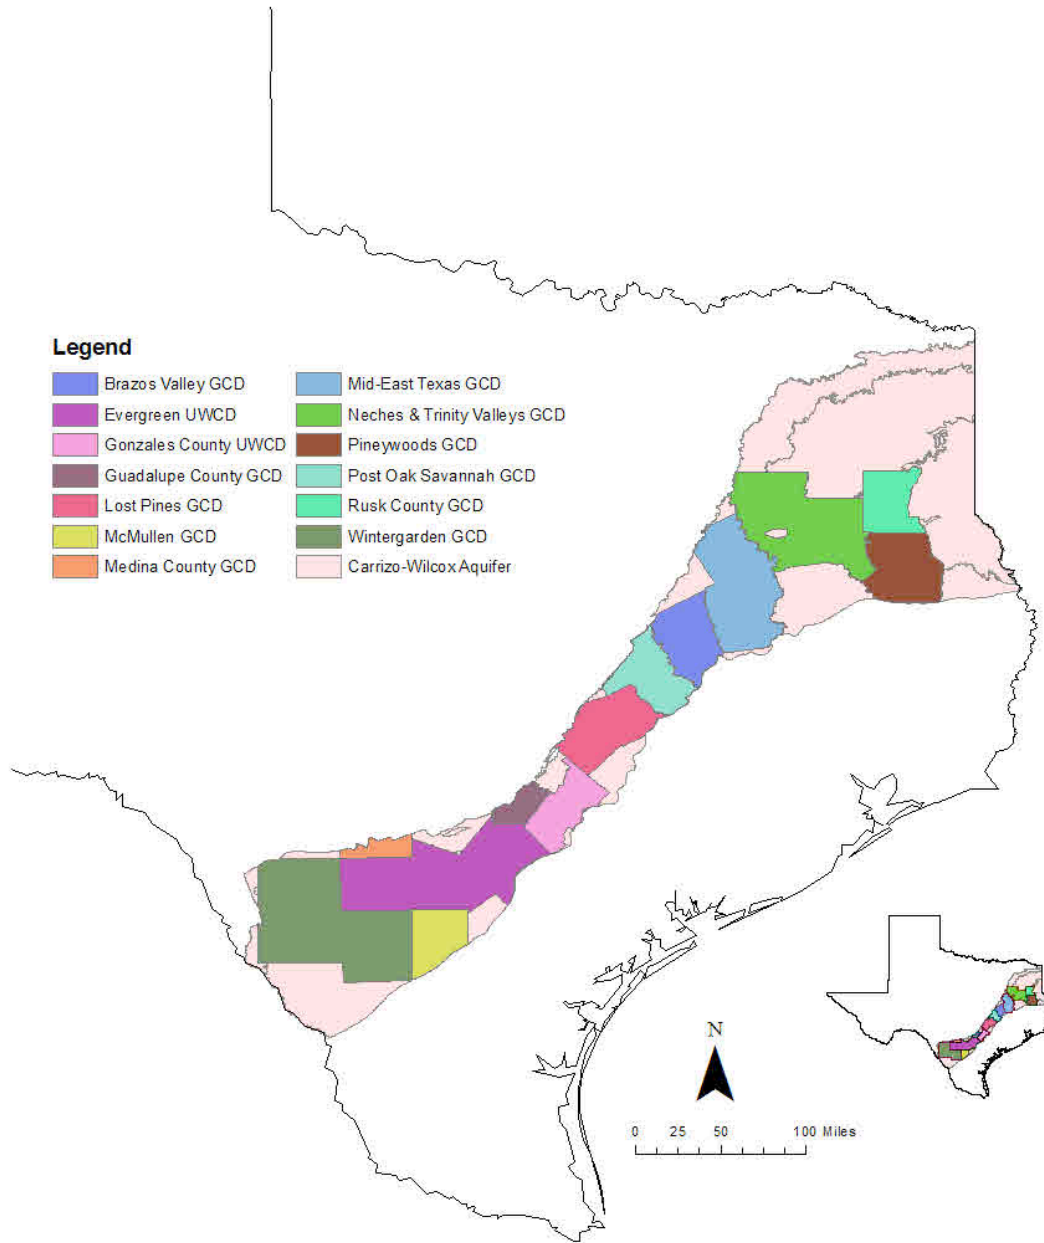 Legend
Brazos Valley GCD
Evergreen UWCD
Gonzales County UWCD
Guadalupe County GCD
Lost Pines GCD
McMullen GCD
Medina County GCD
Mid-East Texas GCD
Neches & Trinity Valleys GCD
Pineywoods GCD
Post Oak Savannah GCD
Rusk County GCD
Wintergarden GCD
Carrizo-Wilcox Aquifer
N
0 25 50 100 Miles